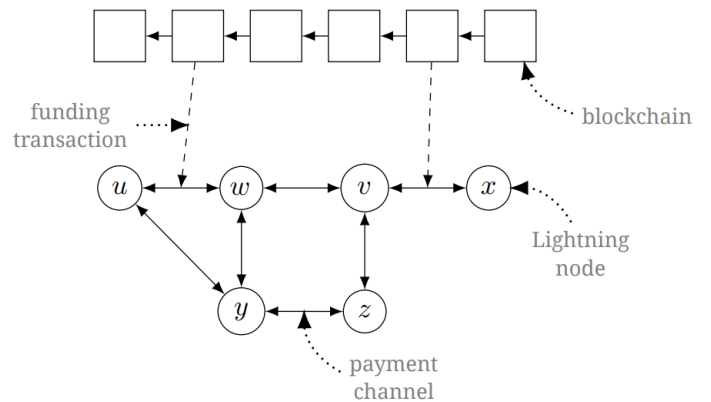 funding
transaction
blockchain
u
w
v
x
Lightning
node
y
z
payment
channel